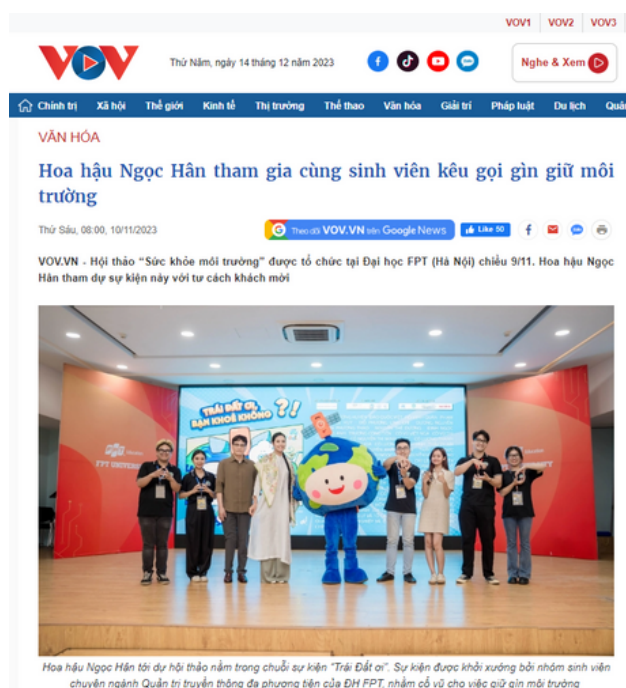 VOV1 VOV2 VOV3
VOV
Thứ Năm, ngày 14 tháng 12 năm 2023
Nghe & Xem
Chính trị Xã hội Thế giới Kinh tế Thị trường Thể thao Văn hóa Giải trí Pháp luật Du lịch Quâ
VĂN HÓA
Hoa hậu Ngọc Hân tham gia cùng sinh viên kêu gọi gìn giữ môi
trường
Thứ Sáu, 08:00, 10/11/2023
Theo dõi VOV.VN trên Google News
Like 50
VOV.VN - Hội thảo “Sức khỏe môi trường” được tổ chức tại Đại học FPT (Hà Nội) chiều 9/11. Hoa hậu Ngọc
Hân tham dự sự kiện này với tư cách khách mời
TRÁI ĐẤT ƠI,
BẠN KHOẺ KHÔNG?!
FPT Education
FPT UNIVERSITY
Hoa hậu Ngọc Hân tới dự hội thảo nằm trong chuỗi sự kiện "Trái Đất ơi". Sự kiện được khởi xướng bởi nhóm sinh viên
chuyên ngành Quản trị truyền thông đa phương tiện của ĐH FPT, nhằm cổ vũ cho việc giữ gìn môi trường